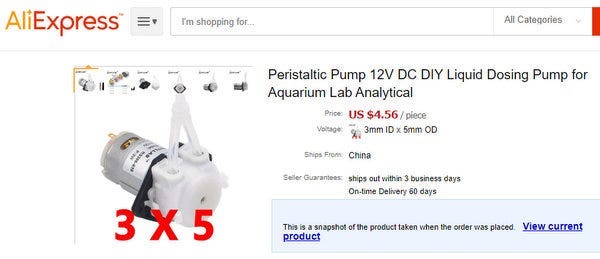 AliExpress™
I'm shopping for...
All Categories
Peristaltic Pump 12V DC DIY Liquid Dosing Pump for
Aquarium Lab Analytical
Price: US $4.56 / piece
Voltage: 3mm ID x 5mm OD
Ships From: China
Seller Guarantees: ships out within 3 business days
On-time Delivery 60 days
3 X 5
This is a snapshot of the product taken when the order was placed. View current
product